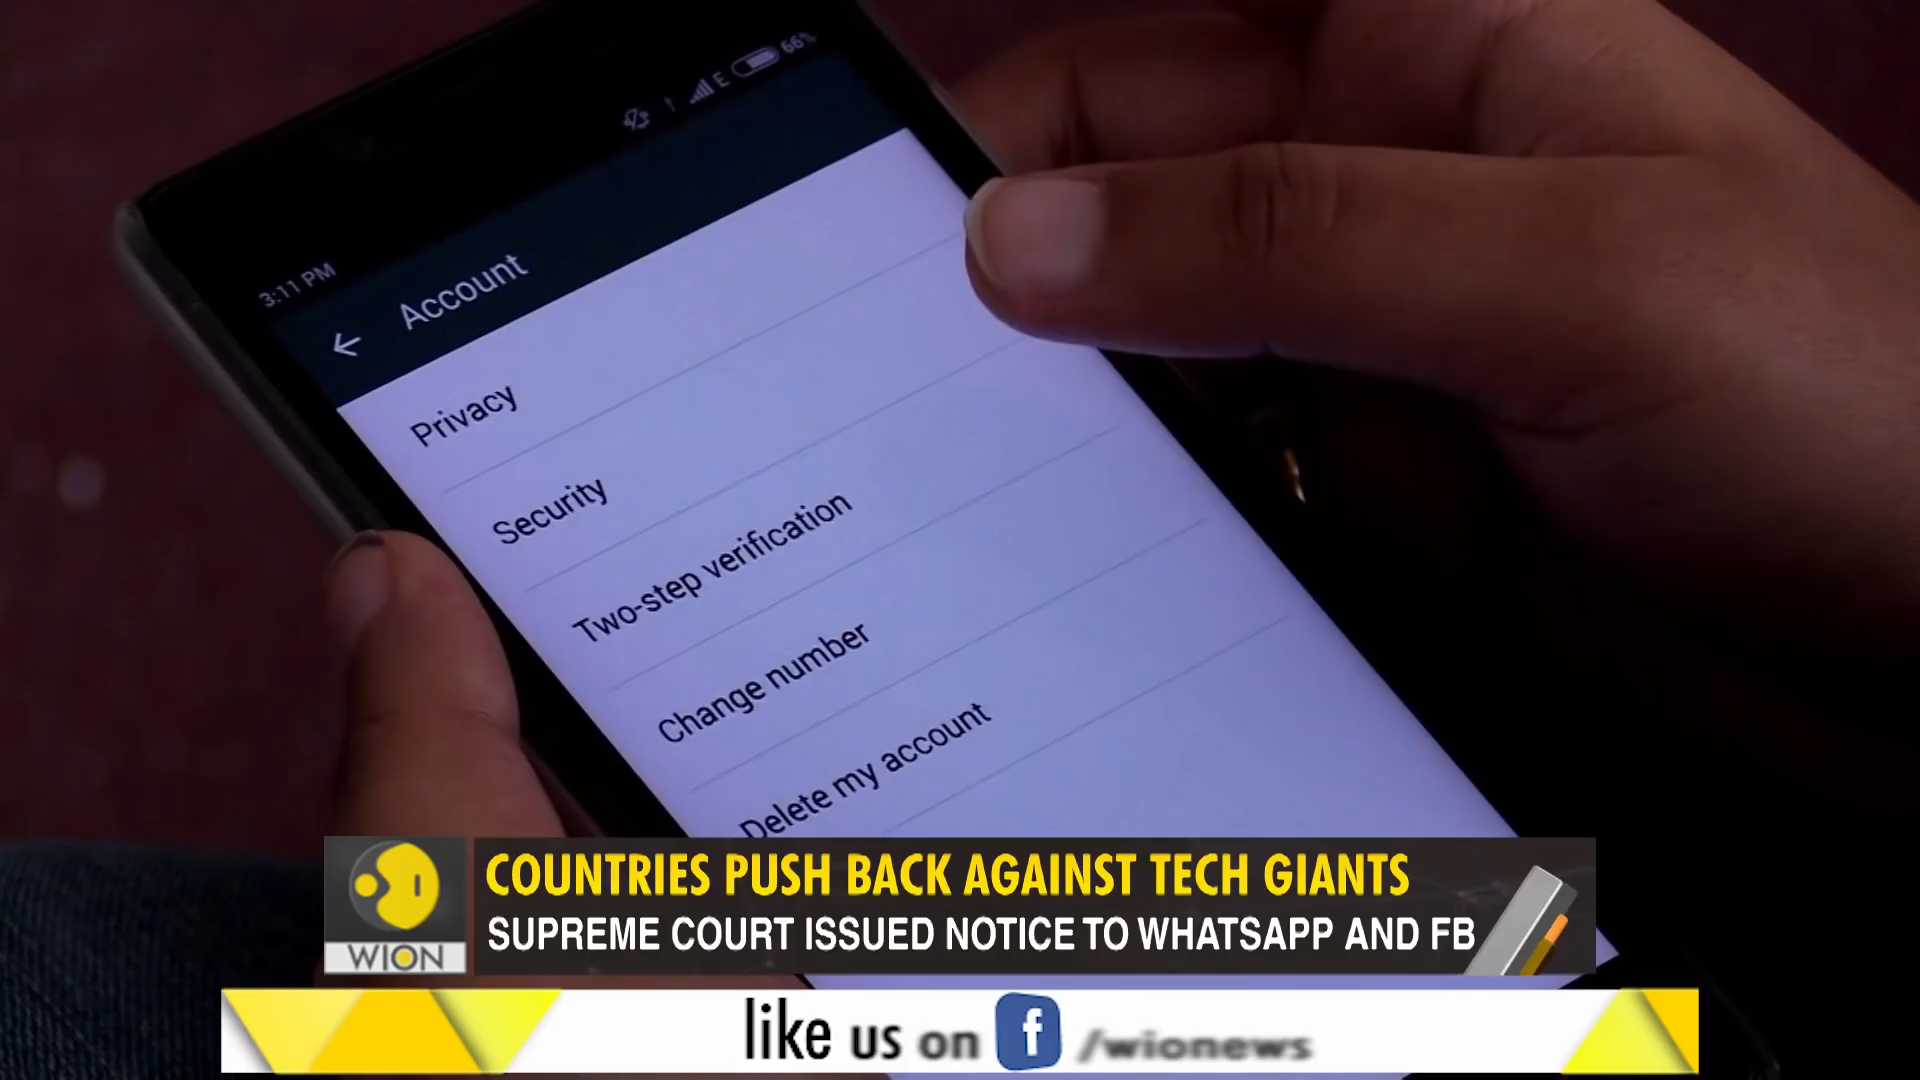 66%
E
3:11 PM
Account
Privacy
Security
Two-step verification
Change number
Delete my account
WION
COUNTRIES PUSH BACK AGAINST TECH GIANTS
SUPREME COURT ISSUED NOTICE TO WHATSAPP AND FB
like us on f /wionews